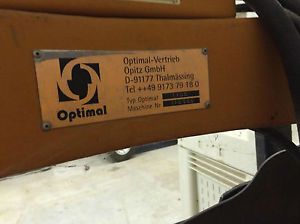 Optimal-Vertrieb
Opitz GmbH
D-91177 Thalmässing
Tel ++49 9173 79 18 0
Typ Optimal
Maschine Nr
Optimal